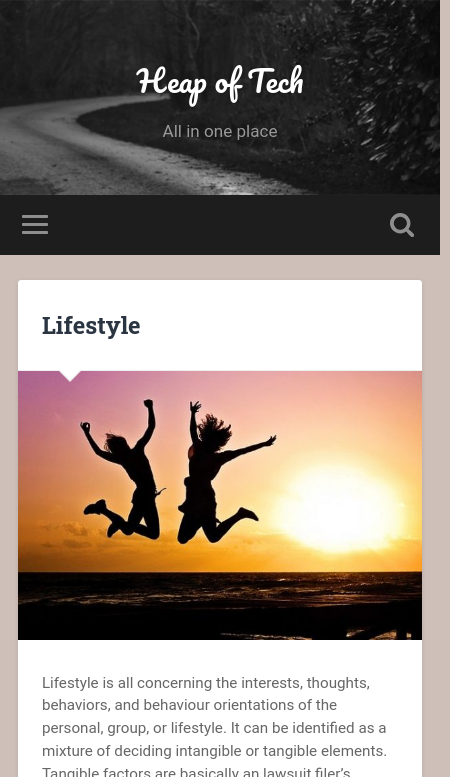 Heap of Tech
All in one place
Lifestyle
Lifestyle is all concerning the interests, thoughts,
behaviors, and behaviour orientations of the
personal, group, or lifestyle. It can be identified as a
mixture of deciding intangible or tangible elements.
Tangible factors are basically an lawsuit filer’s